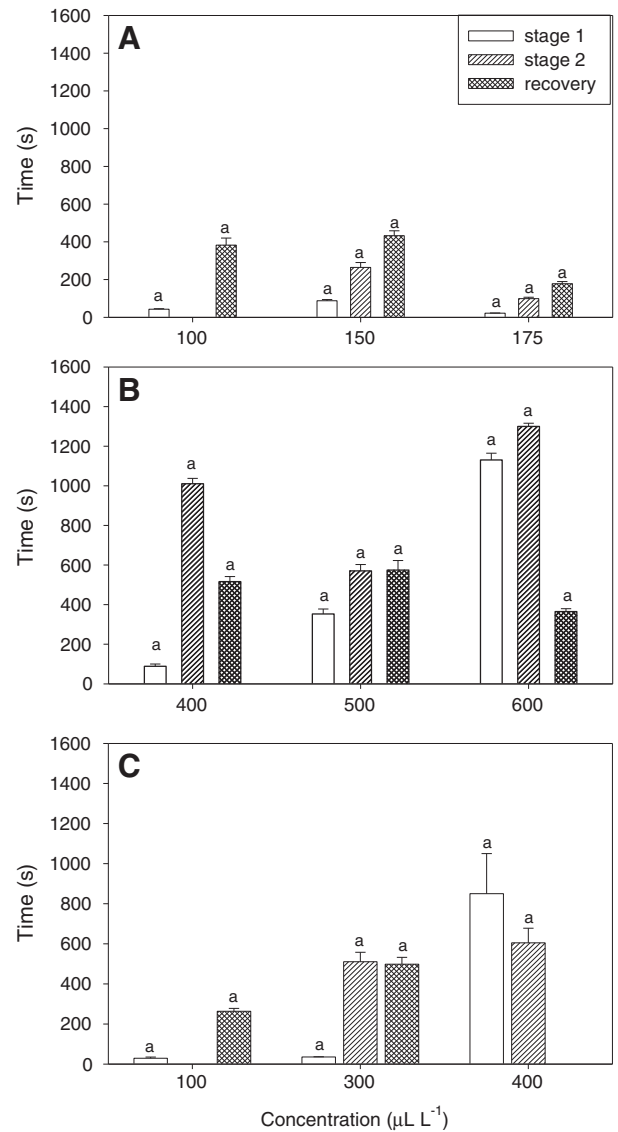 A
stage 1
stage 2
recovery
Time (s)
1600
1400
1200
1000
800
600
400
200
0
a a
a a a
a a a
100 150 175
B
Time (s)
1600
1400
1200
1000
800
600
400
200
0
a a a
a a a
a a a
400 500 600
C
Time (s)
1600
1400
1200
1000
800
600
400
200
0
a a
a a a
a a
100 300 400
Concentration (µL L⁻¹)